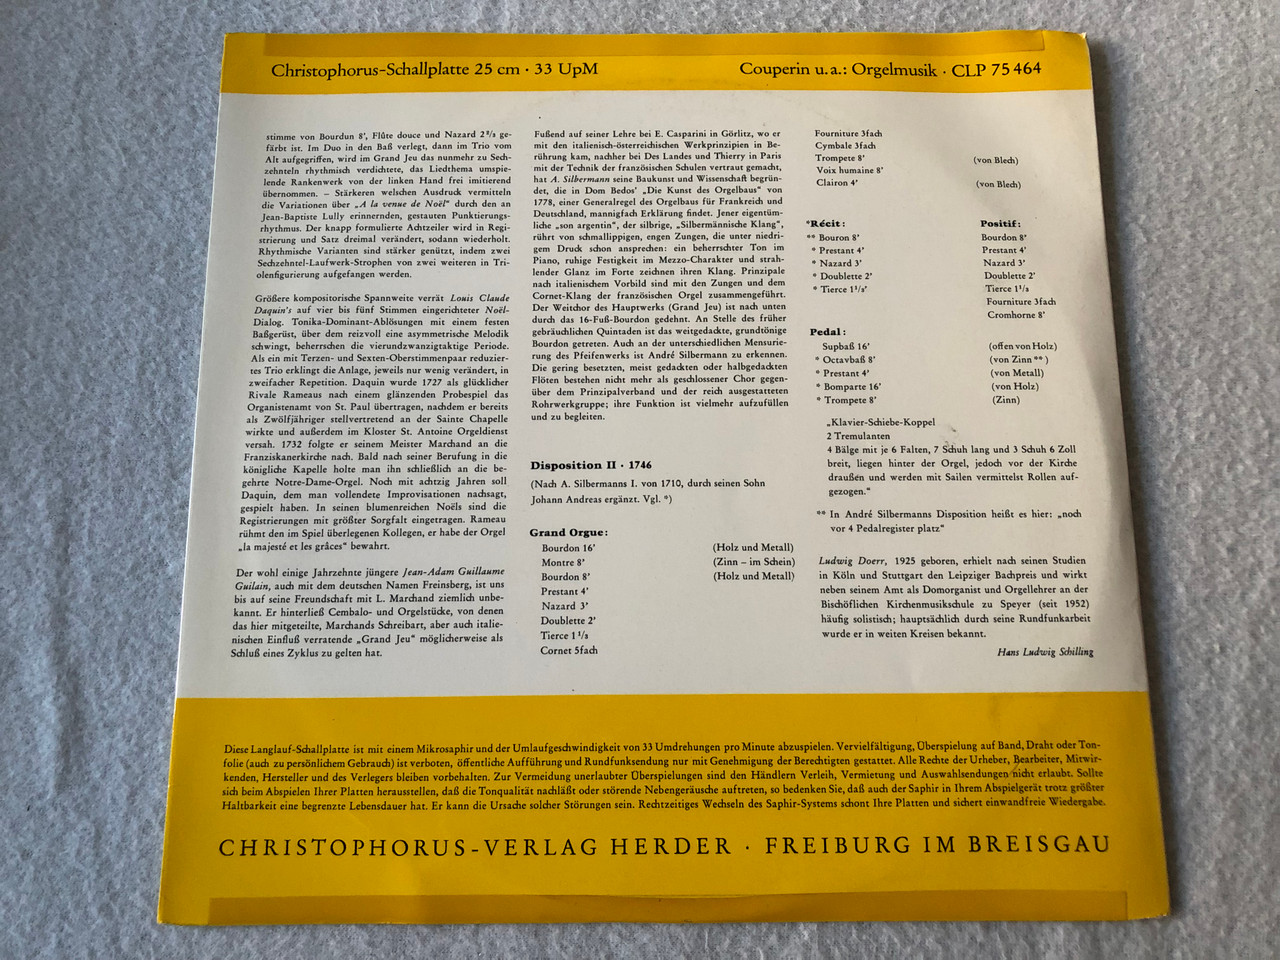 Christophorus-Schallplatte 25 cm · 33 UpM
Couperin u. a.: Orgelmusik · CLP 75 464
stimme von Bourdun 8', Flûte douce und Nazard 2 2/3 ge-
färbt ist. Im Duo in den Baß verlegt, dann im Trio vom
Alt aufgegriffen, wird im Grand Jeu das nunmehr zu Sech-
zehnteln rhythmisch verdichtete, das Liedthema umspie-
lende Rankenwerk von der linken Hand frei imitierend
übernommen. – Stärkeren welschen Ausdruck vermitteln
die Variationen über „A la venue de Noël" durch den an
Jean-Baptiste Lully erinnernden, gestauten Punktierungs-
rhythmus. Der knapp formulierte Achtzeiler wird in Regi-
strierung und Satz dreimal verändert, sodann wiederholt.
Rhythmische Varianten sind stärker genützt, indem zwei
Sechzehntel-Laufwerk-Strophen von zwei weiteren in Tri-
olenfigurierung aufgefangen werden.
Größere kompositorische Spannweite verrät Louis Claude
Daquin's auf vier bis fünf Stimmen eingerichteter Noël-
Dialog. Tonika-Dominant-Ablösungen mit einem festen
Baßgerüst, über dem reizvoll eine asymmetrische Melodik
schwingt, beherrschen die vierundzwanzigtaktige Periode.
Als ein mit Terzen- und Sexten-Oberstimmenpaar reduzier-
tes Trio erklingt die Anlage, jeweils nur wenig verändert, in
zweifacher Repetition. Daquin wurde 1727 als glücklicher
Rivale Rameaus nach einem glänzenden Probespiel das
Organistenamt von St. Paul übertragen, nachdem er bereits
als Zwölfjähriger stellvertretend an der Sainte Chapelle
wirkte und außerdem im Kloster St. Antoine Orgeldienst
versah. 1732 folgte er seinem Meister Marchand an die
Franziskanerkirche nach. Bald nach seiner Berufung in die
königliche Kapelle holte man ihn schließlich an die be-
gehrte Notre-Dame-Orgel. Noch mit achtzig Jahren soll
Daquin, dem man vollendete Improvisationen nachsagt,
gespielt haben. In seinen blumenreichen Noëls sind die
Registrierungen mit größter Sorgfalt eingetragen. Rameau
rühmt den im Spiel überlegenen Kollegen, er habe der Orgel
„la majesté et les grâces" bewahrt.
Der wohl einige Jahrzehnte jüngere Jean-Adam Guillaume
Guilain, auch mit dem deutschen Namen Freinsberg, ist uns
bis auf seine Freundschaft mit L. Marchand ziemlich unbe-
kannt. Er hinterließ Cembalo- und Orgelstücke, von denen
das hier mitgeteilte, Marchands Schreibart, aber auch italie-
nischen Einfluß verratende „Grand Jeu" möglicherweise als
Schluß eines Zyklus zu gelten hat.
Fußend auf seiner Lehre bei E. Casparini in Görlitz, wo er
mit den italienisch-österreichischen Werkprinzipien in Be-
rührung kam, nachher bei Des Landes und Thierry in Paris
mit der Technik der französischen Schulen vertraut gemacht,
hat A. Silbermann seine Baukunst und Wissenschaft begrün-
det, die in Dom Bedos' „Die Kunst des Orgelbaus" von
1778, einer Generalregel des Orgelbaus für Frankreich und
Deutschland, mannigfach Erklärung findet. Jener eigentüm-
liche „son argentin", der silbrige, „Silbermännische Klang",
rührt von schmallippigen, engen Zungen, die unter niedri-
gem Druck schon ansprechen: ein beherrschter Ton im
Piano, ruhige Festigkeit im Mezzo-Charakter und strah-
lender Glanz im Forte zeichnen ihren Klang. Prinzipale
nach italienischem Vorbild sind mit den Zungen und dem
Cornet-Klang der französischen Orgel zusammengeführt.
Der Weitchor des Hauptwerks (Grand Jeu) ist nach unten
durch das 16-Fuß-Bourdon gedehnt. An Stelle des früher
gebräuchlichen Quintaden ist das weitgedackte, grundtönige
Bourdon getreten. Auch an der unterschiedlichen Mensurie-
rung des Pfeifenwerks ist André Silbermann zu erkennen.
Die gering besetzten, meist gedackten oder halbgedackten
Flöten bestehen nicht mehr als geschlossener Chor gegen-
über dem Prinzipalverband und der reich ausgestatteten
Rohrwerkgruppe; ihre Funktion ist vielmehr aufzufüllen
und zu begleiten.
Disposition II · 1746
(Nach A. Silbermanns I. von 1710, durch seinen Sohn
Johann Andreas ergänzt. Vgl. *)
Grand Orgue:
Bourdon 16' (Holz und Metall)
Montre 8' (Zinn – im Schein)
Bourdon 8' (Holz und Metall)
Prestant 4'
Nazard 3'
Doublette 2'
Tierce 1 1/3
Cornet 5fach
Fourniture 3fach
Cymbale 3fach
Trompete 8' (von Blech)
Voix humaine 8'
Clairon 4' (von Blech)
*Récit:
** Bouron 8'
* Prestant 4'
* Nazard 3'
* Doublette 2'
* Tierce 1 1/3'
Positif:
Bourdon 8'
Prestant 4'
Nazard 3'
Doublette 2'
Tierce 1 1/3
Fourniture 3fach
Cromhorne 8'
Pedal:
Supbaß 16' (offen von Holz)
* Octavbaß 8' (von Zinn ** )
* Prestant 4' (von Metall)
* Bomparte 16' (von Holz)
* Trompete 8' (Zinn)
„Klavier-Schiebe-Koppel
2 Tremulanten
4 Bälge mit je 6 Falten, 7 Schuh lang und 3 Schuh 6 Zoll
breit, liegen hinter der Orgel, jedoch vor der Kirche
draußen und werden mit Sailen vermittelst Rollen auf-
gezogen."
** In André Silbermanns Disposition heißt es hier: „noch
vor 4 Pedalregister platz"
Ludwig Doerr, 1925 geboren, erhielt nach seinen Studien
in Köln und Stuttgart den Leipziger Bachpreis und wirkt
neben seinem Amt als Domorganist und Orgellehrer an der
Bischöflichen Kirchenmusikschule zu Speyer (seit 1952)
häufig solistisch; hauptsächlich durch seine Rundfunkarbeit
wurde er in weiten Kreisen bekannt.
Hans Ludwig Schilling
Diese Langlauf-Schallplatte ist mit einem Mikrosaphir und der Umlaufgeschwindigkeit von 33 Umdrehungen pro Minute abzuspielen. Vervielfältigung, Überspielung auf Band, Draht oder Ton-
folie (auch zu persönlichem Gebrauch) ist verboten, öffentliche Aufführung und Rundfunksendung nur mit Genehmigung der Berechtigten gestattet. Alle Rechte der Urheber, Bearbeiter, Mitwir-
kenden, Hersteller und des Verlegers bleiben vorbehalten. Zur Vermeidung unerlaubter Überspielungen sind den Händlern Verleih, Vermietung und Auswahlsendungen nicht erlaubt. Sollte
sich beim Abspielen Ihrer Platten herausstellen, daß die Tonqualität nachläßt oder störende Nebengeräusche auftreten, so bedenken Sie, daß auch der Saphir in Ihrem Abspielgerät trotz größter
Haltbarkeit eine begrenzte Lebensdauer hat. Er kann die Ursache solcher Störungen sein. Rechtzeitiges Wechseln des Saphir-Systems schont Ihre Platten und sichert einwandfreie Wiedergabe.
CHRISTOPHORUS-VERLAG HERDER · FREIBURG IM BREISGAU